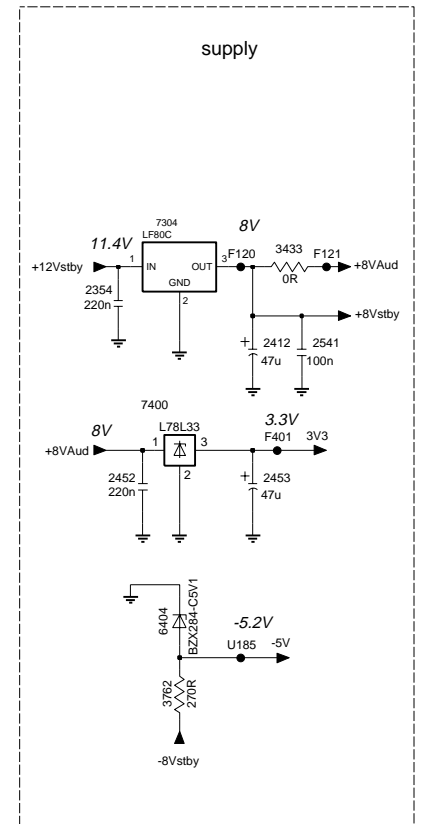 supply
7304
LF80C
8V
11.4V
+12Vstby
1
IN
OUT
3
F120
3433
0R
F121
+8VAud
GND
2
2354
220n
+8Vstby
+
2412
47u
2541
100n
7400
L78L33
8V
+8VAud
1
3
3.3V
F401
3V3
2
2452
220n
+
2453
47u
6404
BZX284-C5V1
-5.2V
U185
-5V
3762
270R
-8Vstby